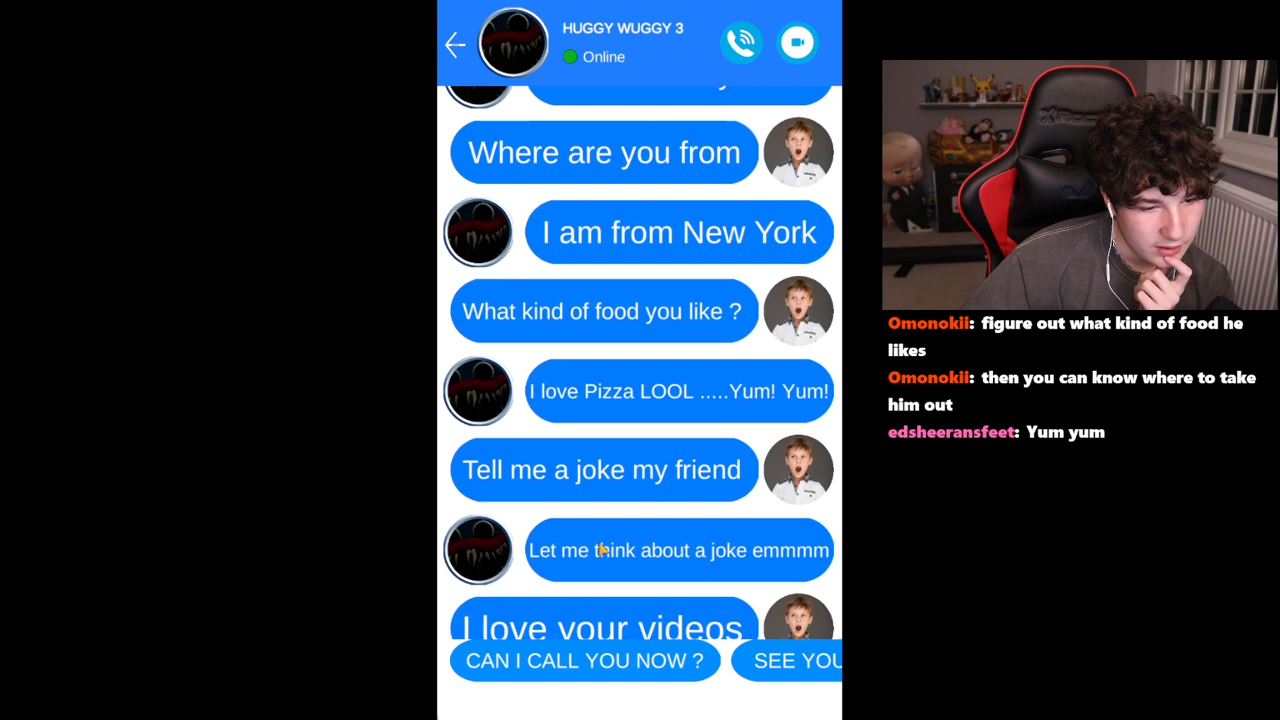 HUGGY WUGGY 3
Online
Where are you from
I am from New York
What kind of food you like ?
I love Pizza LOOL .....Yum! Yum!
Tell me a joke my friend
Let me think about a joke emmmm
I love your videos
CAN I CALL YOU NOW ?
SEE YOU
Omonokii: figure out what kind of food he
likes
Omonokii: then you can know where to take
him out
edsheeransfeet: Yum yum